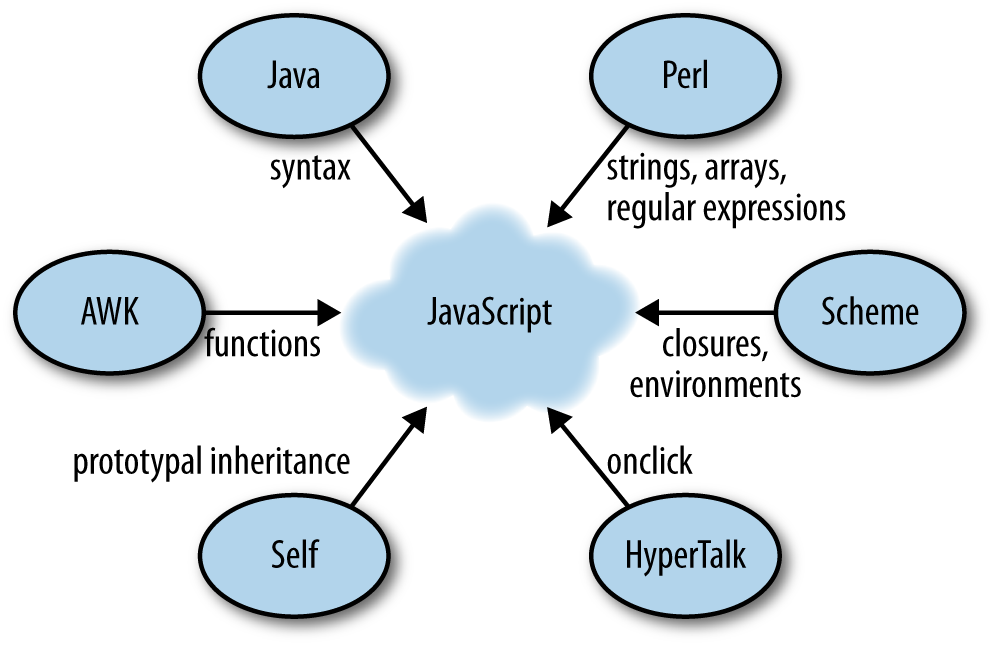 Java
Perl
syntax
strings, arrays,
regular expressions
AWK
JavaScript
Scheme
functions
closures,
environments
prototypal inheritance
onclick
Self
HyperTalk